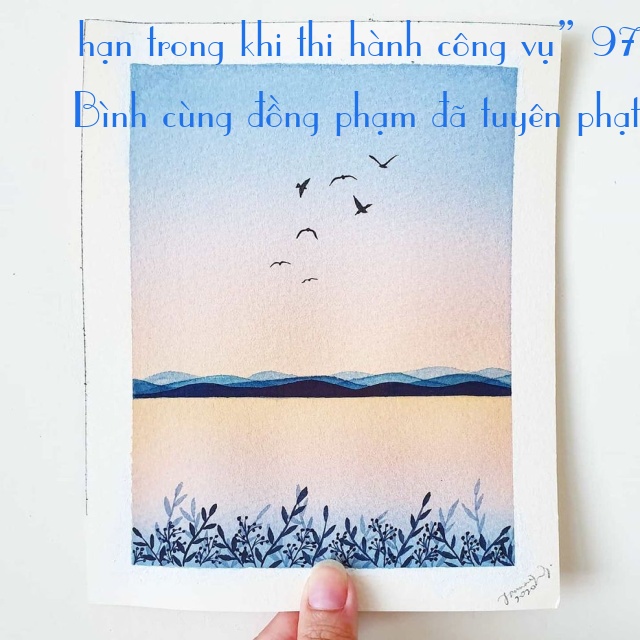 hạn trong khi thi hành công vụ” 97
Bình cùng đồng phạm đã tuyên phạt